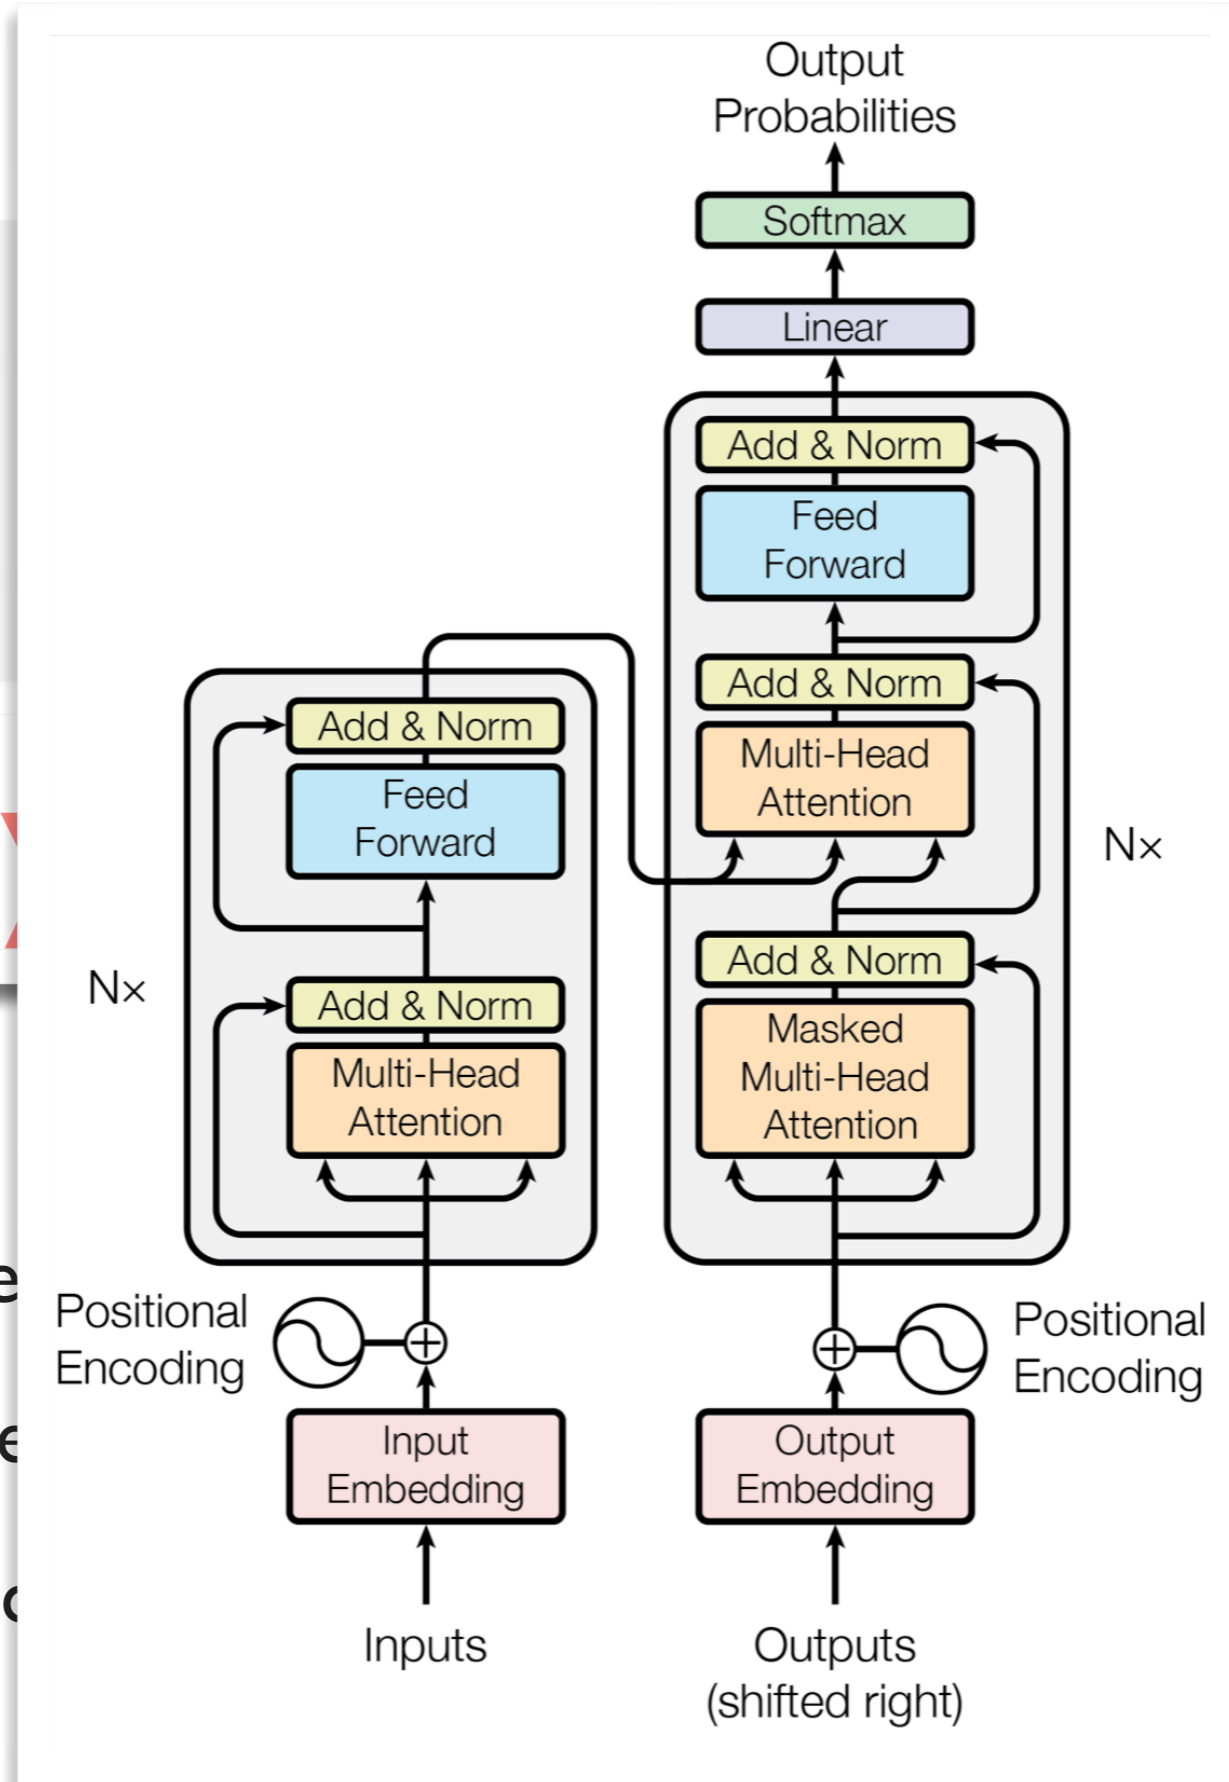 Output
Probabilities
Softmax
Linear
Add & Norm
Feed
Forward
Add & Norm
Multi-Head
Attention
Nx
Add & Norm
Masked
Multi-Head
Attention
Add & Norm
Feed
Forward
Nx
Add & Norm
Multi-Head
Attention
Positional
Encoding
Positional
Encoding
Input
Embedding
Output
Embedding
Inputs
Outputs
(shifted right)